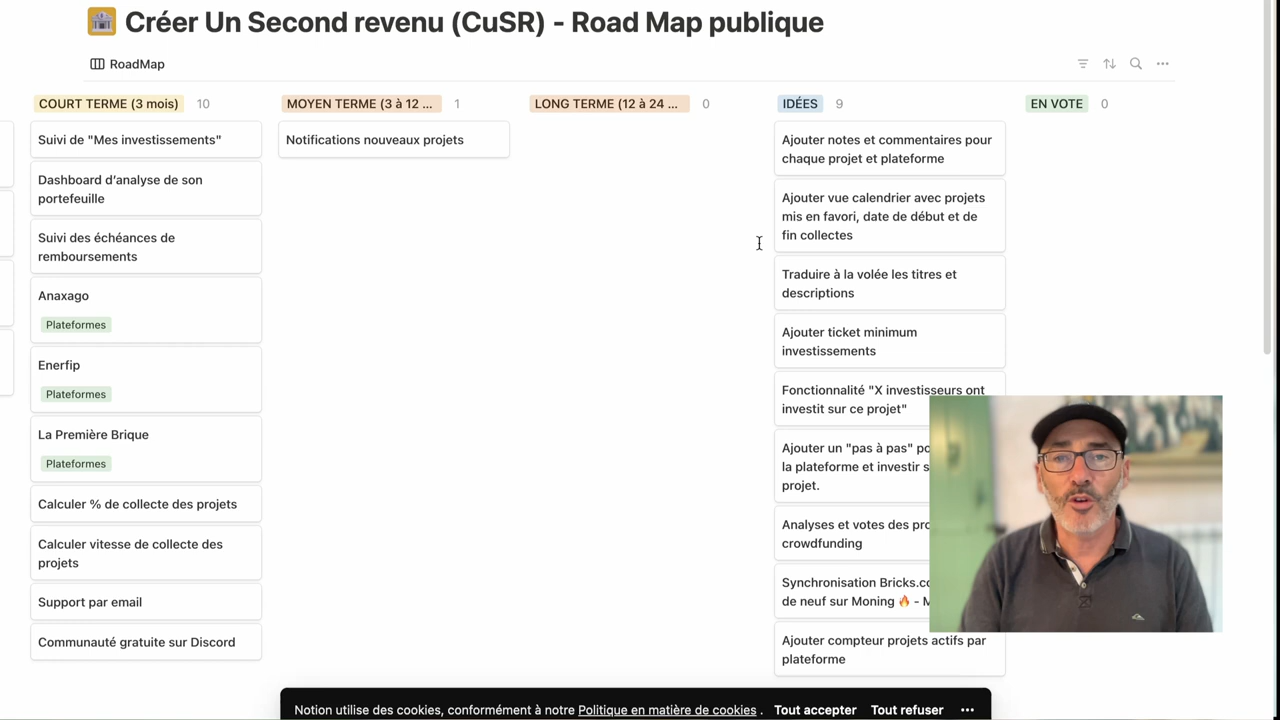 Créer Un Second revenu (CuSR) - Road Map publique
RoadMap
COURT TERME (3 mois) 10
Suivi de "Mes investissements"
Dashboard d'analyse de son
portefeuille
Suivi des échéances de
remboursements
Anaxago
Plateformes
Enerfip
Plateformes
La Première Brique
Plateformes
Calculer % de collecte des projets
Calculer vitesse de collecte des
projets
Support par email
Communauté gratuite sur Discord
MOYEN TERME (3 à 12 ... 1
Notifications nouveaux projets
LONG TERME (12 à 24 ... 0
IDÉES 9
Ajouter notes et commentaires pour
chaque projet et plateforme
Ajouter vue calendrier avec projets
mis en favori, date de début et de
fin collectes
Traduire à la volée les titres et
descriptions
Ajouter ticket minimum
investissements
Fonctionnalité "X investisseurs ont
investit sur ce projet"
Ajouter un "pas à pas"
la plateforme et investir
projet.
Analyses et votes des
crowdfunding
Synchronisation
de neuf sur Moning 🔥 -
Ajouter compteur projets actifs par
plateforme
EN VOTE 0
Notion utilise des cookies, conformément à notre Politique en matière de cookies . Tout accepter Tout refuser ...